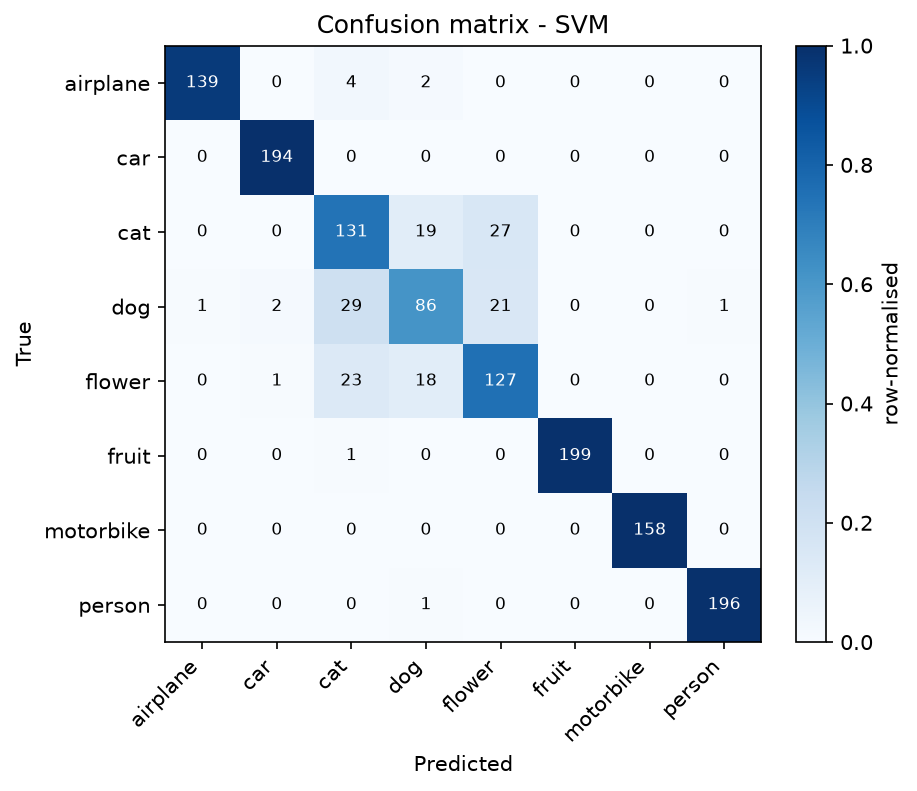 Confusion matrix - SVM
airplane 139 0 4 2 0 0 0 0
car 0 194 0 0 0 0 0 0
cat 0 0 131 19 27 0 0 0
dog 1 2 29 86 21 0 0 1
flower 0 1 23 18 127 0 0 0
fruit 0 0 1 0 0 199 0 0
motorbike 0 0 0 0 0 0 158 0
person 0 0 0 1 0 0 0 196
airplane car cat dog flower fruit motorbike person
Predicted
True
1.0
0.8
0.6
0.4
0.2
0.0
row-normalised